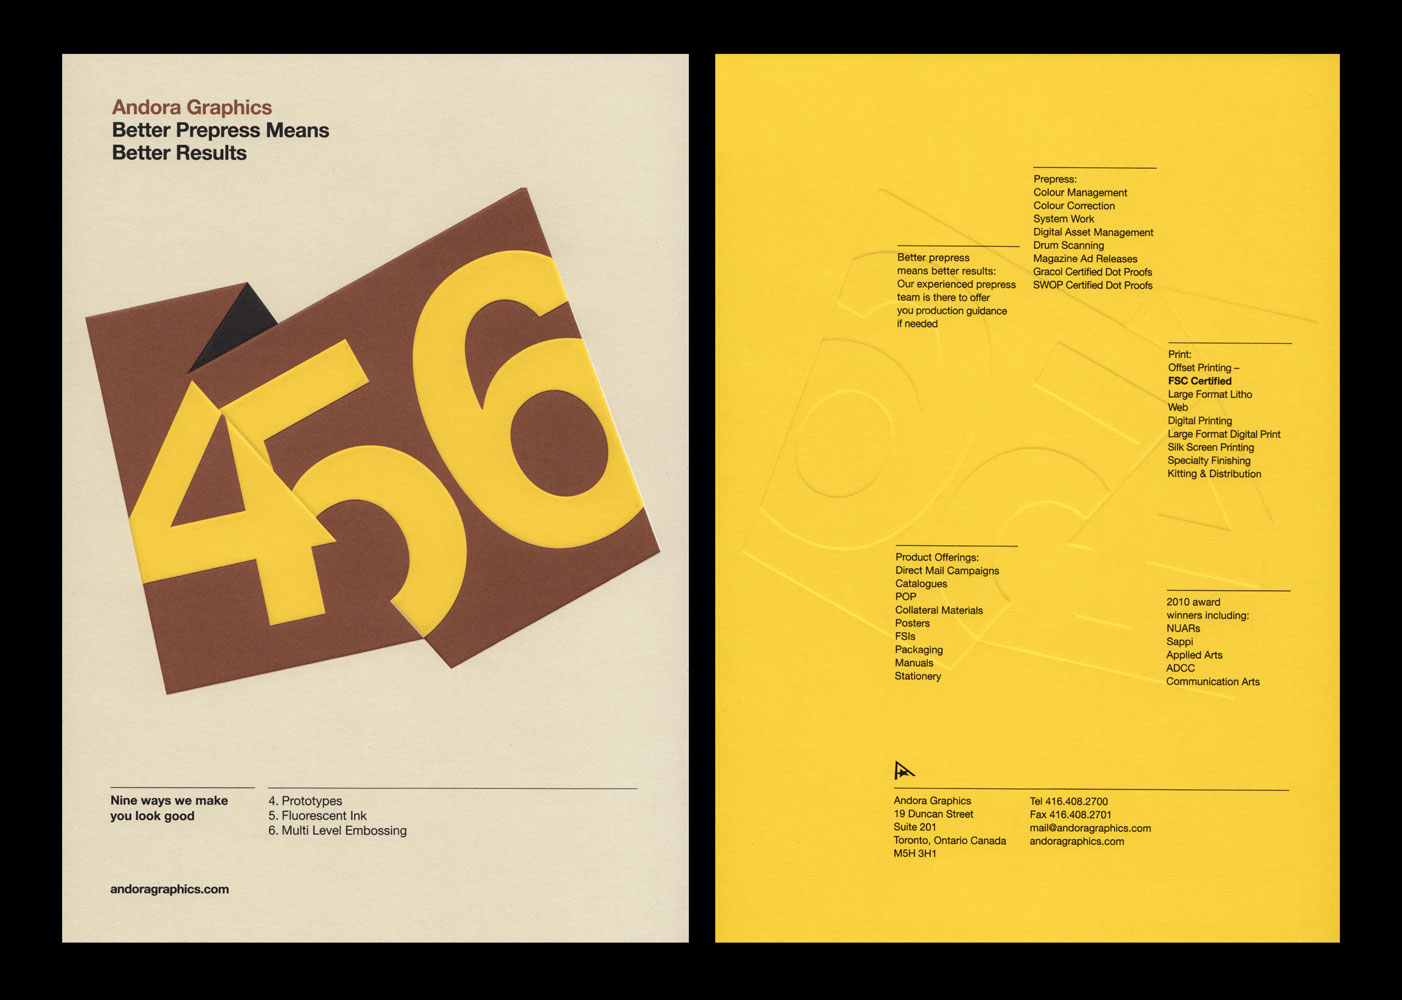 Andora Graphics
Better Prepress Means
Better Results
456
Nine ways we make
you look good
4. Prototypes
5. Fluorescent Ink
6. Multi Level Embossing
andoragraphics.com
Better prepress
means better results:
Our experienced prepress
team is there to offer
you production guidance
if needed
Prepress:
Colour Management
Colour Correction
System Work
Digital Asset Management
Drum Scanning
Magazine Ad Releases
Gracol Certified Dot Proofs
SWOP Certified Dot Proofs
Print:
Offset Printing –
FSC Certified
Large Format Litho
Web
Digital Printing
Large Format Digital Print
Silk Screen Printing
Specialty Finishing
Kitting & Distribution
Product Offerings:
Direct Mail Campaigns
Catalogues
POP
Collateral Materials
Posters
FSIs
Packaging
Manuals
Stationery
2010 award
winners including:
NUARs
Sappi
Applied Arts
ADCC
Communication Arts
Andora Graphics
19 Duncan Street
Suite 201
Toronto, Ontario Canada
M5H 3H1
Tel 416.408.2700
Fax 416.408.2701
mail@andoragraphics.com
andoragraphics.com